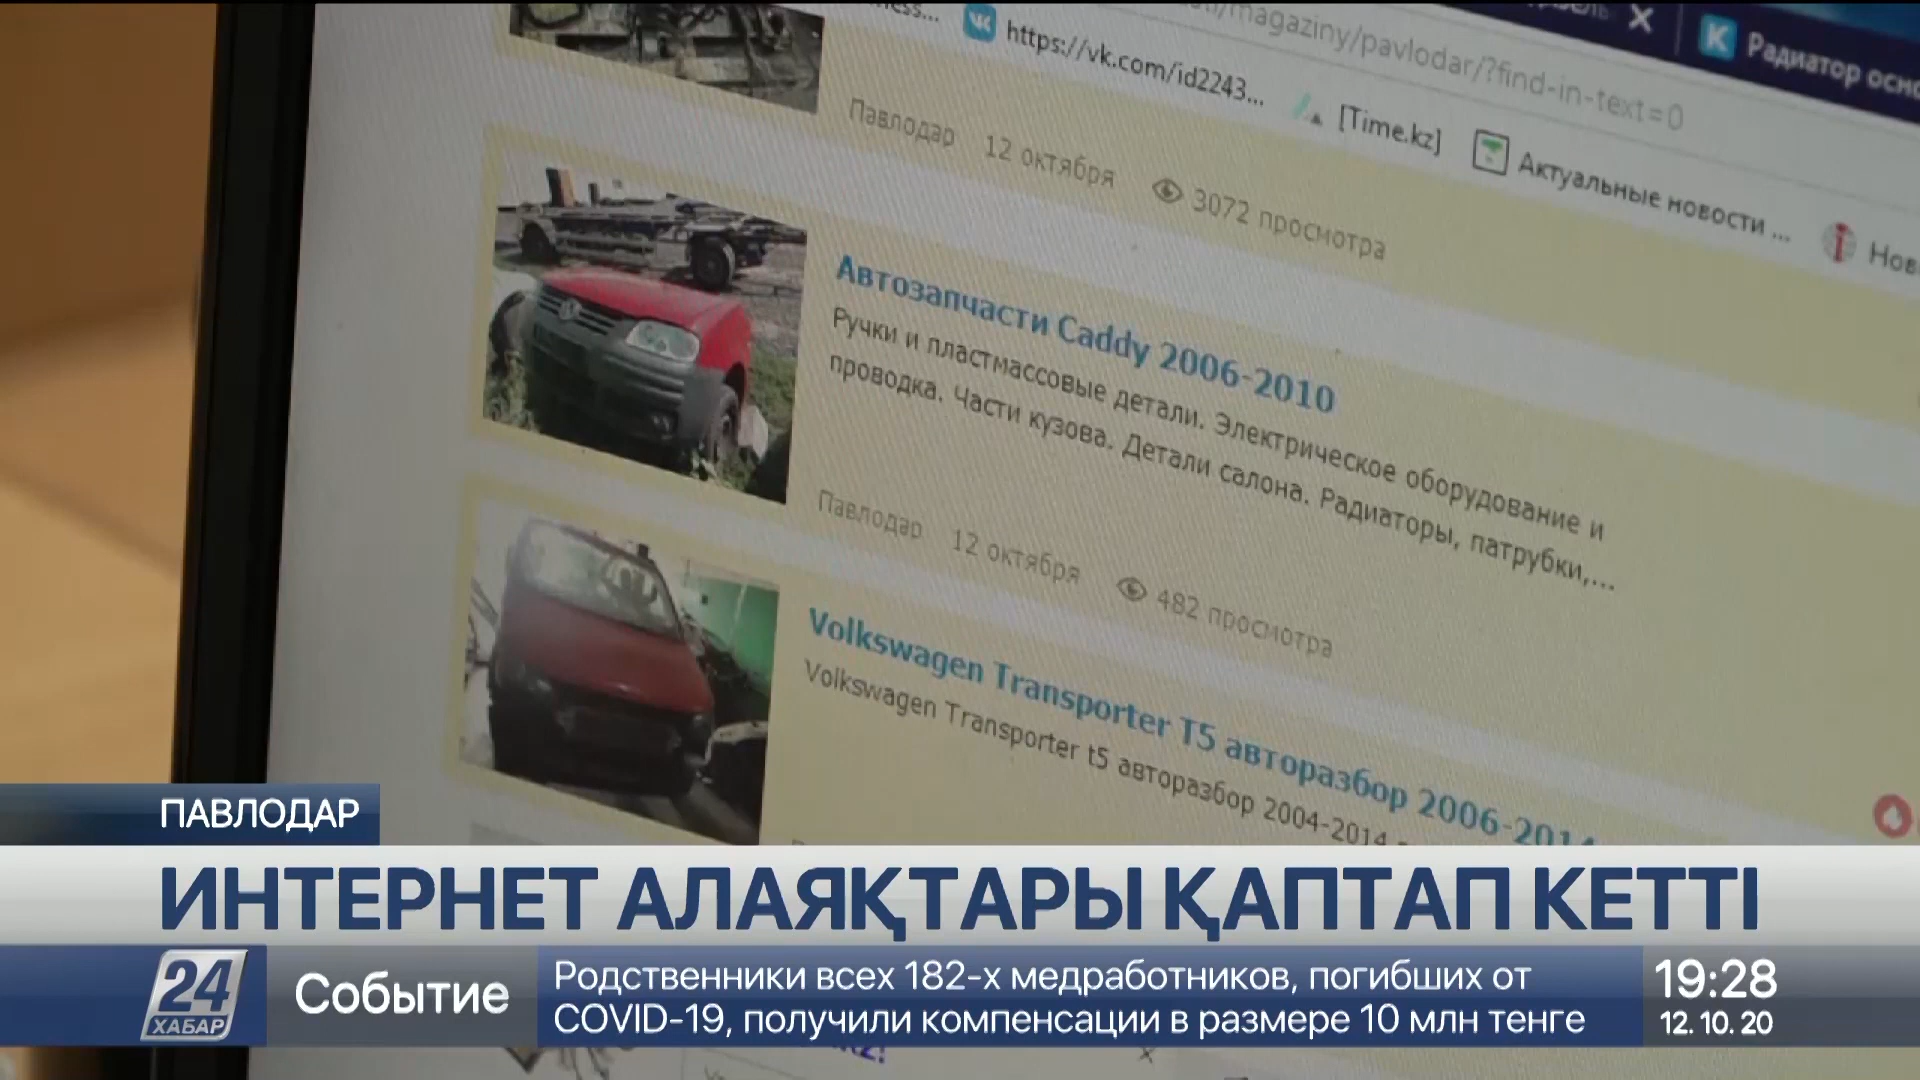 https://vk.com/id2243...
magaziny/pavlodar/?find-in-text=0
Радиатор осно
[Time.kz]
Актуальные новости ...
Нов
Павлодар 12 октября 3072 просмотра
Автозапчасти Caddy 2006-2010
Ручки и пластмассовые детали. Электрическое оборудование и
проводка. Части кузова. Детали салона. Радиаторы, патрубки,...
Павлодар 12 октября 482 просмотра
Volkswagen Transporter T5 авторазбор 2006-2014
Volkswagen Transporter t5 авторазбор 2004-2014
ПАВЛОДАР
ИНТЕРНЕТ АЛАЯҚТАРЫ ҚАПТАП КЕТТІ
24
ХАБАР
Событие
Родственники всех 182-х медработников, погибших от
COVID-19, получили компенсации в размере 10 млн тенге
19:28
12.10.20